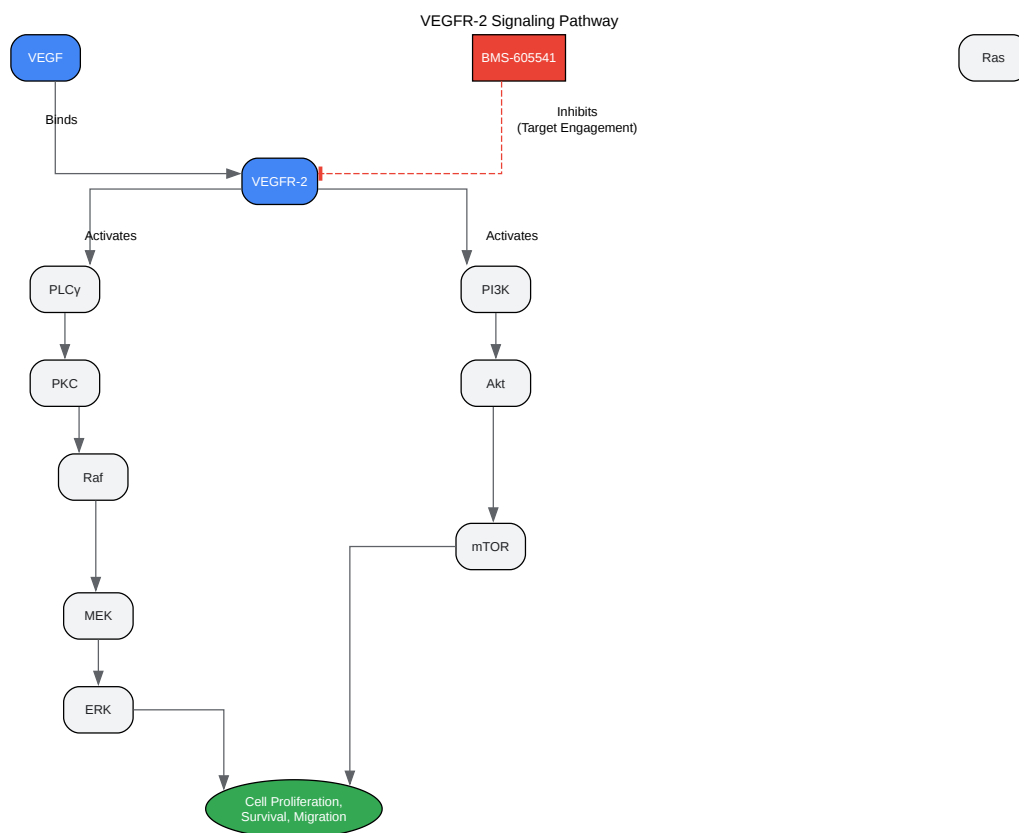 VEGFR-2 Signaling Pathway
VEGF
BMS-605541
Ras
Binds
Inhibits
(Target Engagement)
VEGFR-2
Activates
Activates
PLCγ
PI3K
PKC
Akt
Raf
mTOR
MEK
ERK
Cell Proliferation,
Survival, Migration